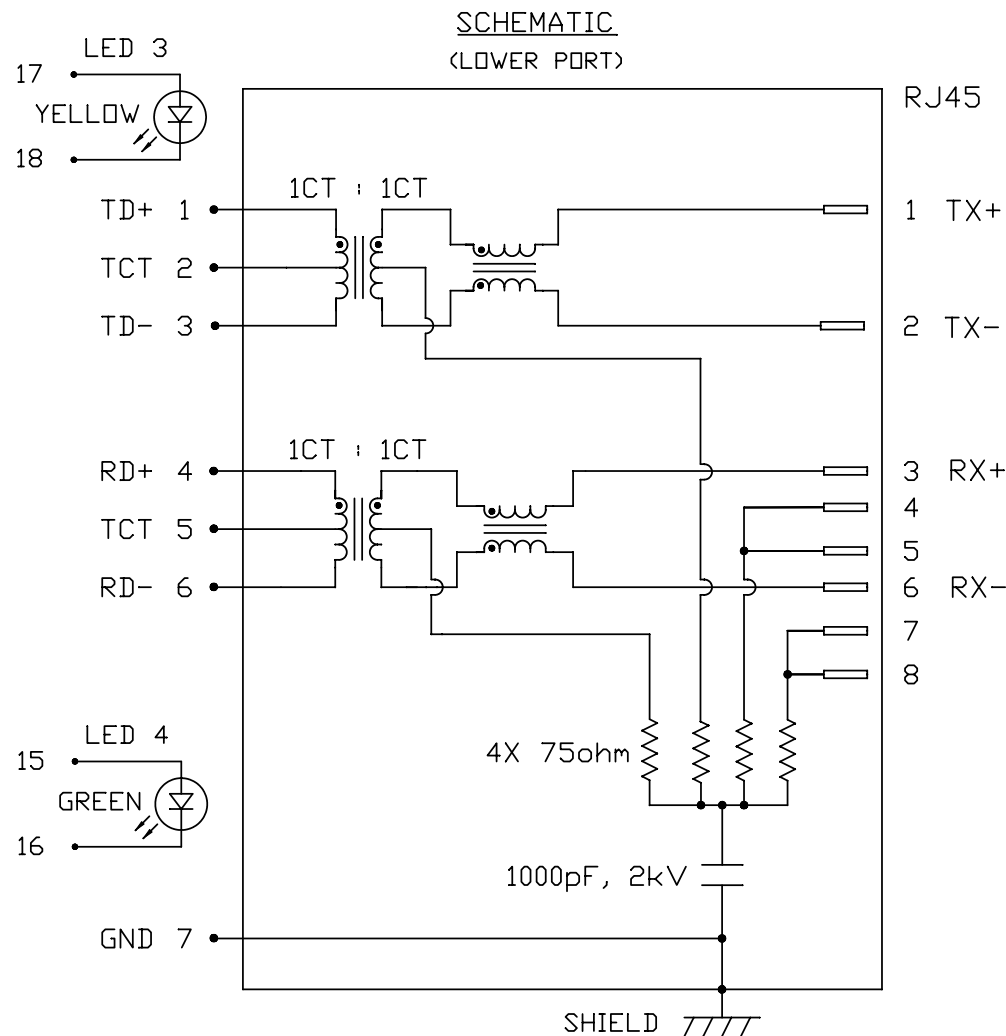 SCHEMATIC
(LOWER PORT)
LED 3
17
YELLOW
18
RJ45
1CT : 1CT
TD+ 1
TCT 2
TD- 3
1 TX+
2 TX-
1CT : 1CT
RD+ 4
TCT 5
RD- 6
3 RX+
4
5
6 RX-
7
8
LED 4
15
GREEN
16
4X 75ohm
1000pF, 2kV
GND 7
SHIELD